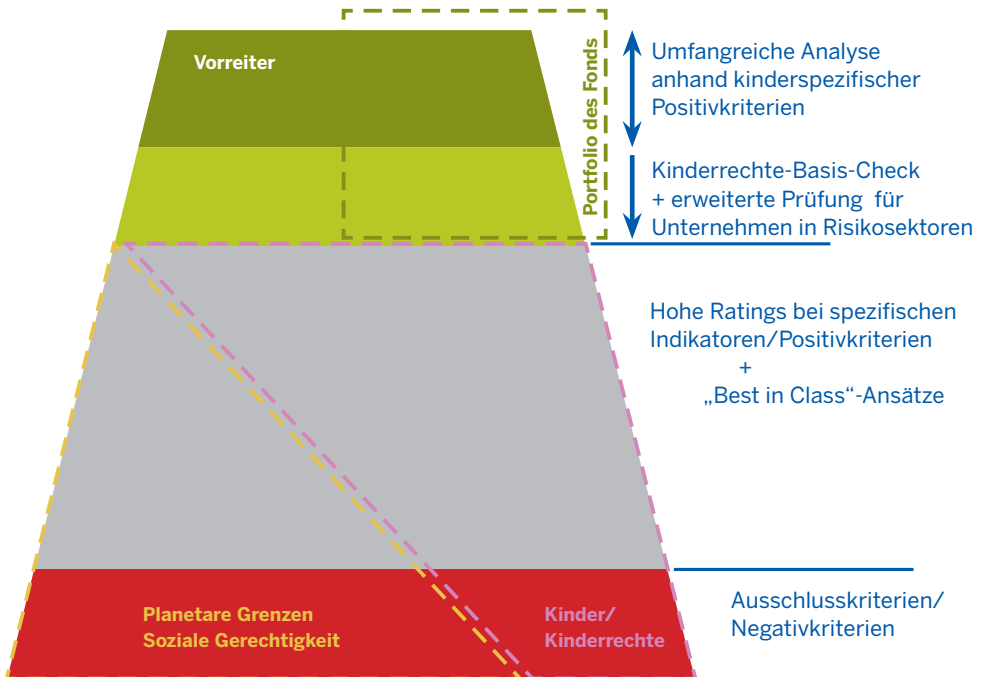 Vorreiter
Portfolio des Fonds
Umfangreiche Analyse
anhand kinderspezifischer
Positivkriterien
Kinderrechte-Basis-Check
+ erweiterte Prüfung für
Unternehmen in Risikosektoren
Hohe Ratings bei spezifischen
Indikatoren/Positivkriterien
+
„Best in Class“-Ansätze
Planetare Grenzen
Soziale Gerechtigkeit
Kinder/
Kinderrechte
Ausschlusskriterien/
Negativkriterien